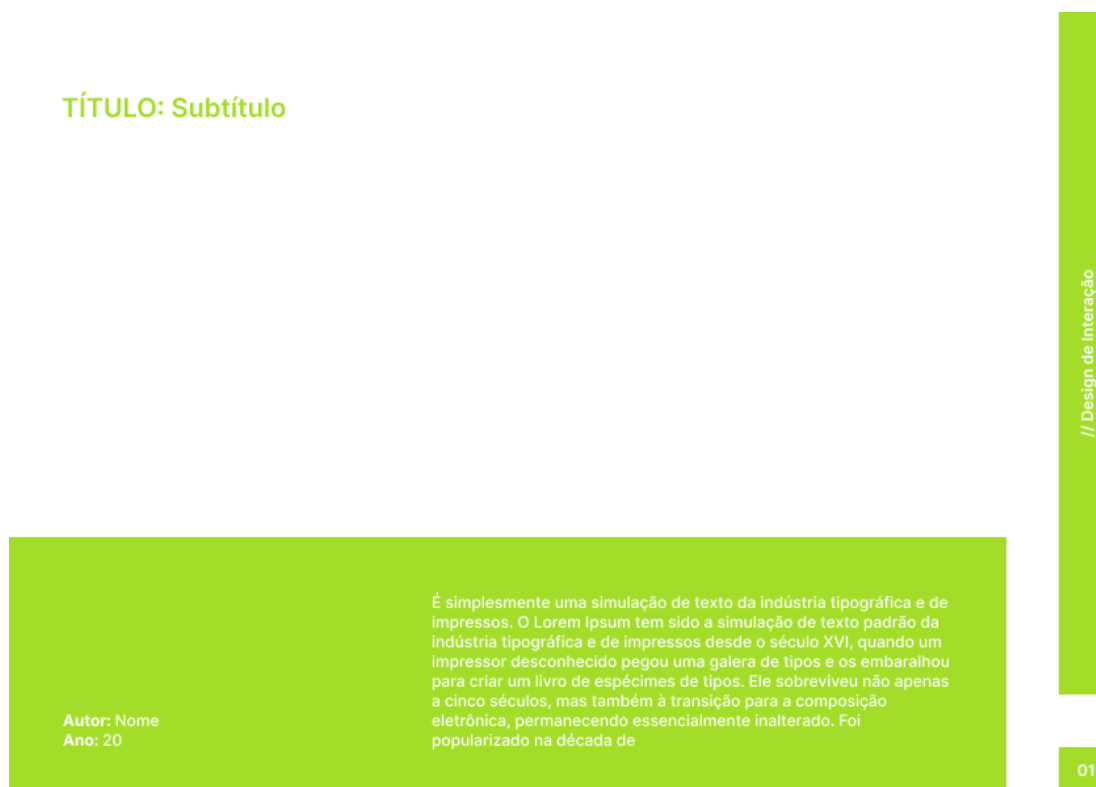 TÍTULO: Subtítulo
// Design de Interação
É simplesmente uma simulação de texto da indústria tipográfica e de
impressos. O Lorem Ipsum tem sido a simulação de texto padrão da
indústria tipográfica e de impressos desde o século XVI, quando um
impressor desconhecido pegou uma galera de tipos e os embaralhou
para criar um livro de espécimes de tipos. Ele sobreviveu não apenas
a cinco séculos, mas também à transição para a composição
eletrônica, permanecendo essencialmente inalterado. Foi
popularizado na década de
Autor: Nome
Ano: 20
01